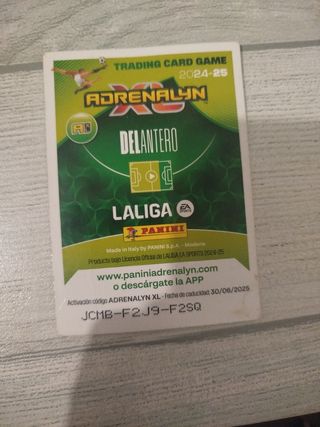 TRADING CARD GAME
2024-25
ADRENALYN
XL
DELANTERO
LALIGA EA SPORTS
PANINI
Made in Italy by PANINI S.p.A. - Modena
Producto bajo Licencia Oficial de LALIGA EA SPORTS 2024-25
www.paniniadrenalyn.com
o descárgate la APP
Activación código ADRENALYN XL - Fecha de caducidad: 30/06/2025
JCMB-F2J9-F2SQ